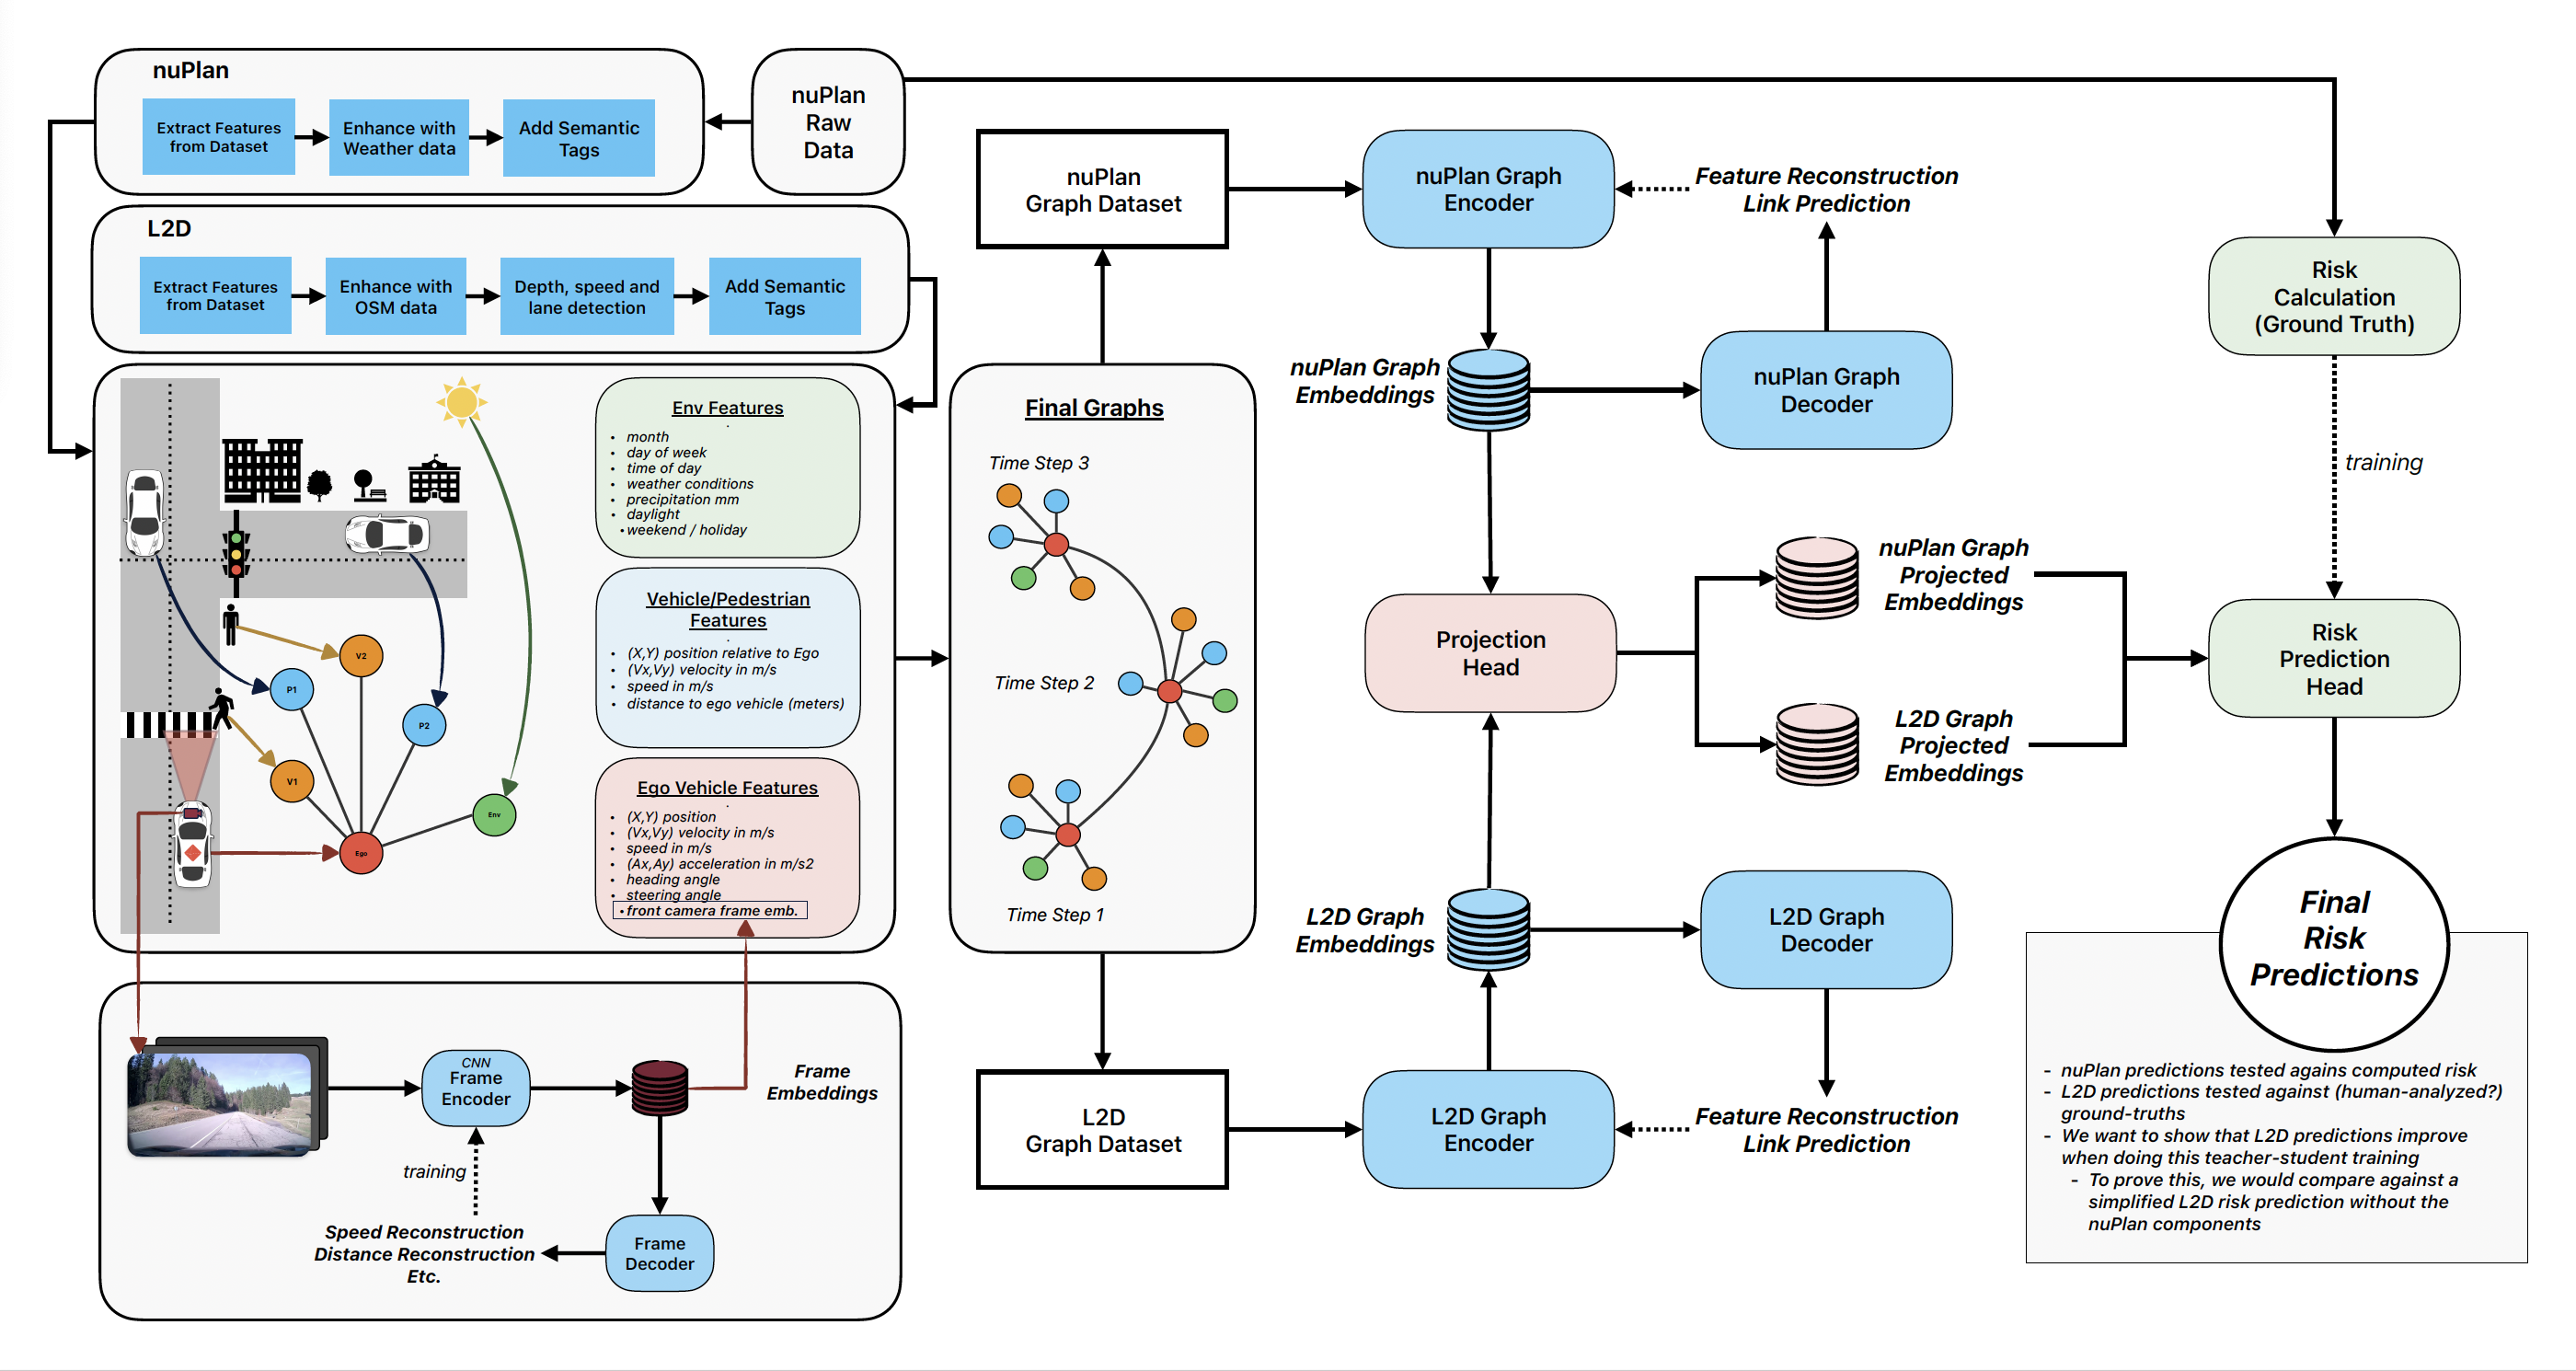 nuPlan
Extract Features
from Dataset
Enhance with
Weather data
Add Semantic
Tags
nuPlan
Raw
Data
L2D
Extract Features
from Dataset
Enhance with
OSM data
Depth, speed and
lane detection
Add Semantic
Tags
Env Features
• month
• day of week
• time of day
• weather conditions
• precipitation mm
• daylight
• weekend / holiday
Vehicle/Pedestrian
Features
• (X,Y) position relative to Ego
• (Vx,Vy) velocity in m/s
• speed in m/s
• distance to ego vehicle (meters)
Ego Vehicle Features
• (X,Y) position
• (Vx,Vy) velocity in m/s
• speed in m/s
• (Ax,Ay) acceleration in m/s2
• heading angle
• steering angle
• front camera frame emb.
V2
P1
P2
V1
Env
Ego
CNN
Frame
Encoder
Frame
Embeddings
training
Speed Reconstruction
Distance Reconstruction
Etc.
Frame
Decoder
Final Graphs
Time Step 3
Time Step 2
Time Step 1
nuPlan
Graph Dataset
L2D
Graph Dataset
nuPlan Graph
Encoder
Feature Reconstruction
Link Prediction
nuPlan Graph
Embeddings
nuPlan Graph
Decoder
Projection
Head
nuPlan Graph
Projected
Embeddings
L2D Graph
Projected
Embeddings
L2D Graph
Embeddings
L2D Graph
Decoder
L2D Graph
Encoder
Feature Reconstruction
Link Prediction
Risk
Calculation
(Ground Truth)
training
Risk
Prediction
Head
Final
Risk
Predictions
- nuPlan predictions tested agains computed risk
- L2D predictions tested against (human-analyzed?)
ground-truths
- We want to show that L2D predictions improve
when doing this teacher-student training
- To prove this, we would compare against a
simplified L2D risk prediction without the
nuPlan components